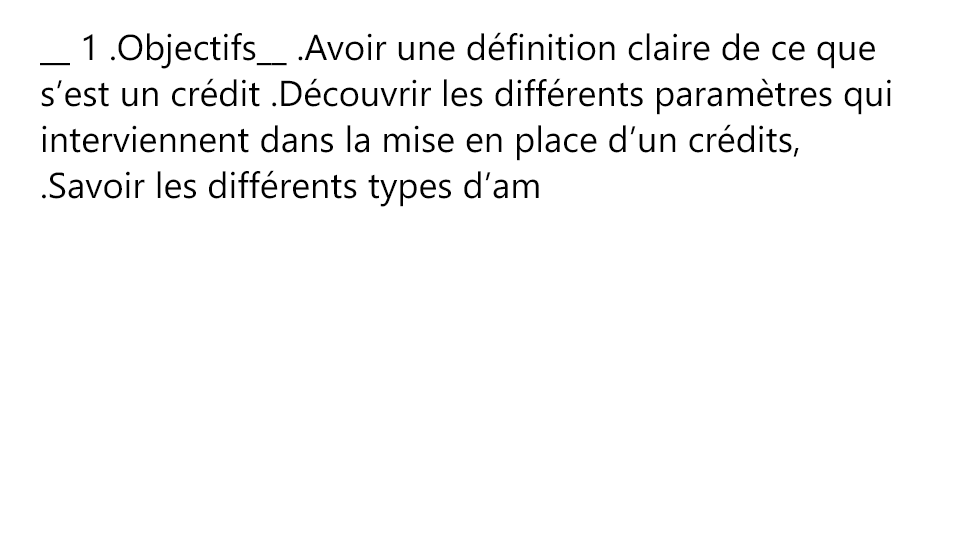 __ 1 .Objectifs__ .Avoir une définition claire de ce que
s’est un crédit .Découvrir les différents paramètres qui
interviennent dans la mise en place d’un crédits,
.Savoir les différents types d’am